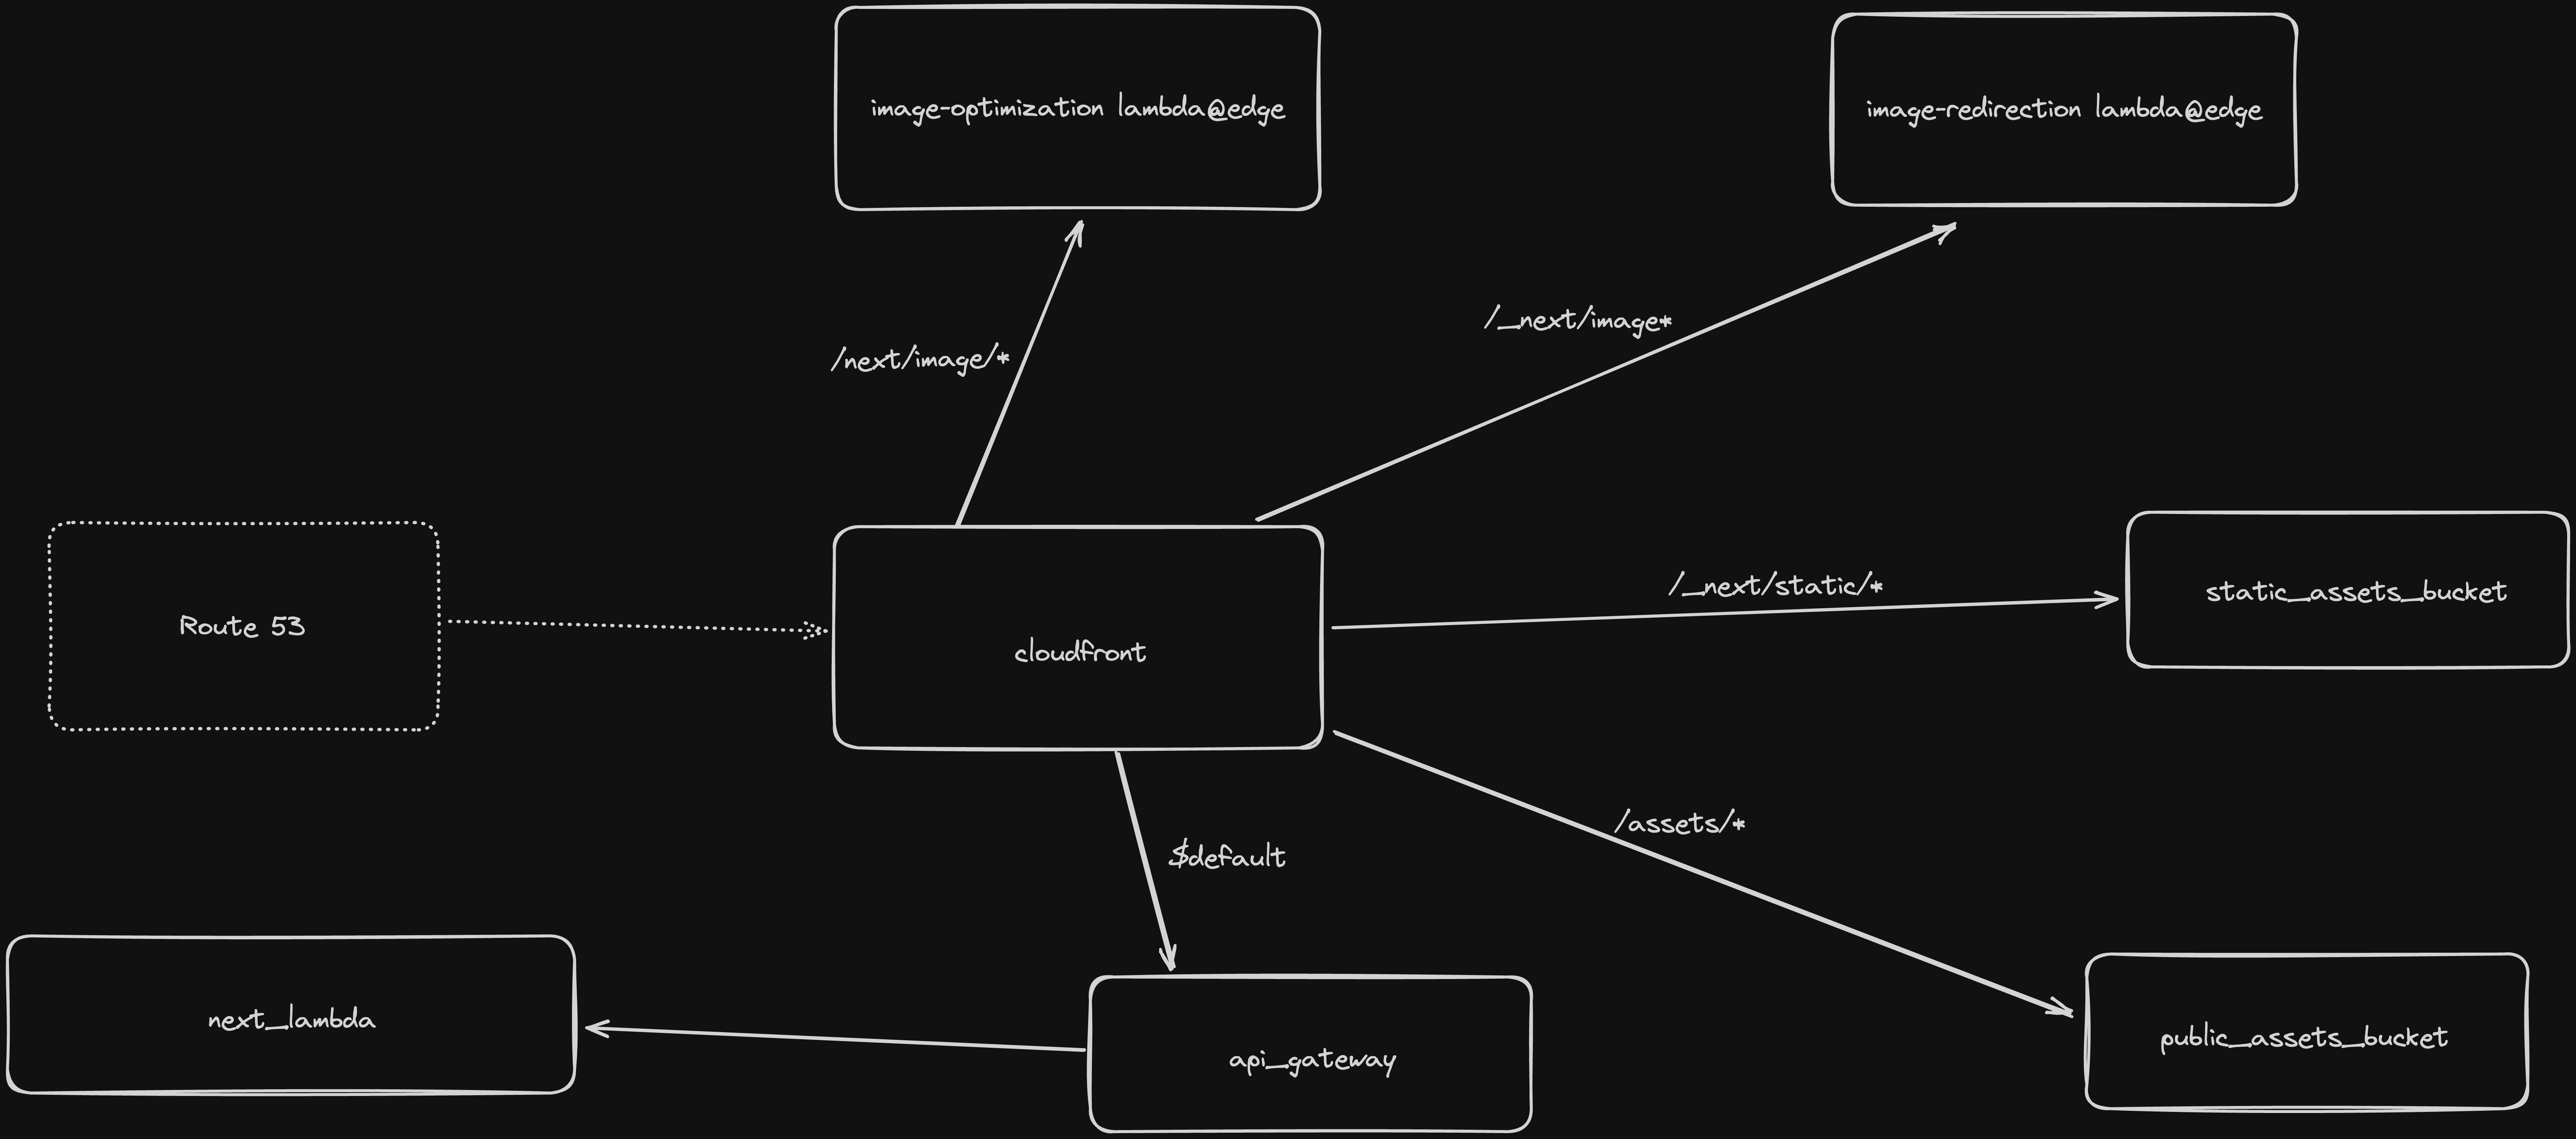 image-optimization lambda@edge
image-redirection lambda@edge
/next/image/*
/_next/image*
Route 53
cloudfront
/_next/static/*
static_assets_bucket
$default
/assets/*
next_lambda
api_gateway
public_assets_bucket